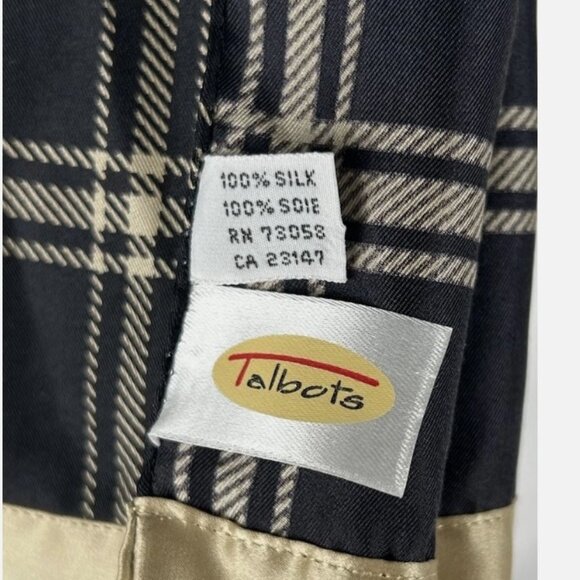 100% SILK
100% SOIE
RN 73058
CA 23147
Talbots